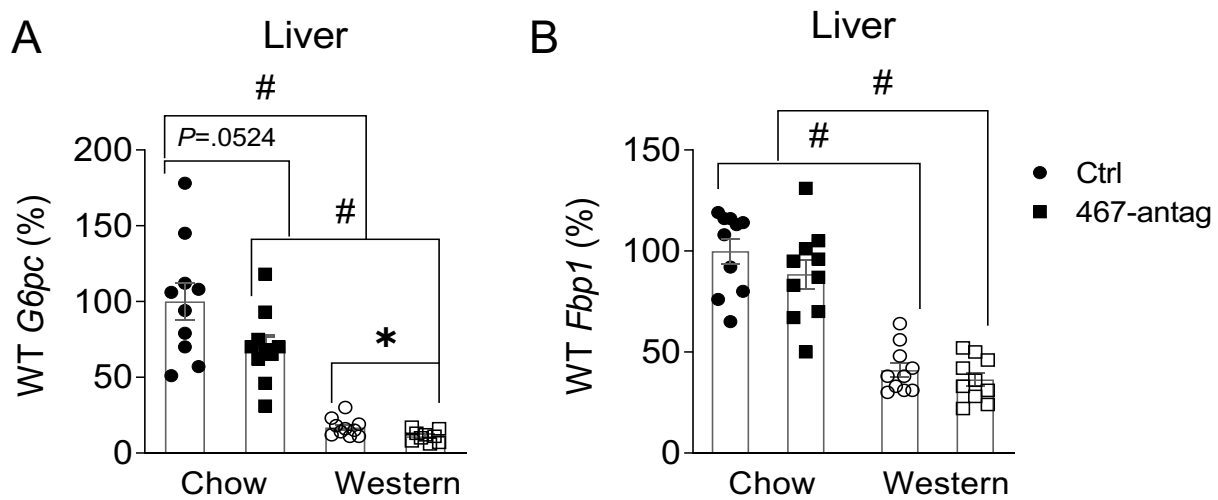 A
Liver
#
P=.0524
#
*
WT G6pc (%)
200
150
100
50
0
Chow
Western
B
Liver
#
#
WT Fbp1 (%)
150
100
50
0
Chow
Western
Ctrl
467-antag